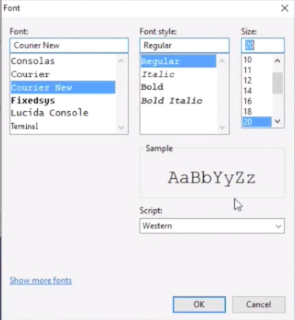 Font
Font:
Courier New
Consolas
Courier
Courier New
Fixedsys
Lucida Console
Terminal
Font style:
Regular
Regular
Italic
Bold
Bold Italic
Size:
20
10
11
12
14
16
18
20
Sample
AaBbYyZz
Script:
Western
Show more fonts
OK
Cancel